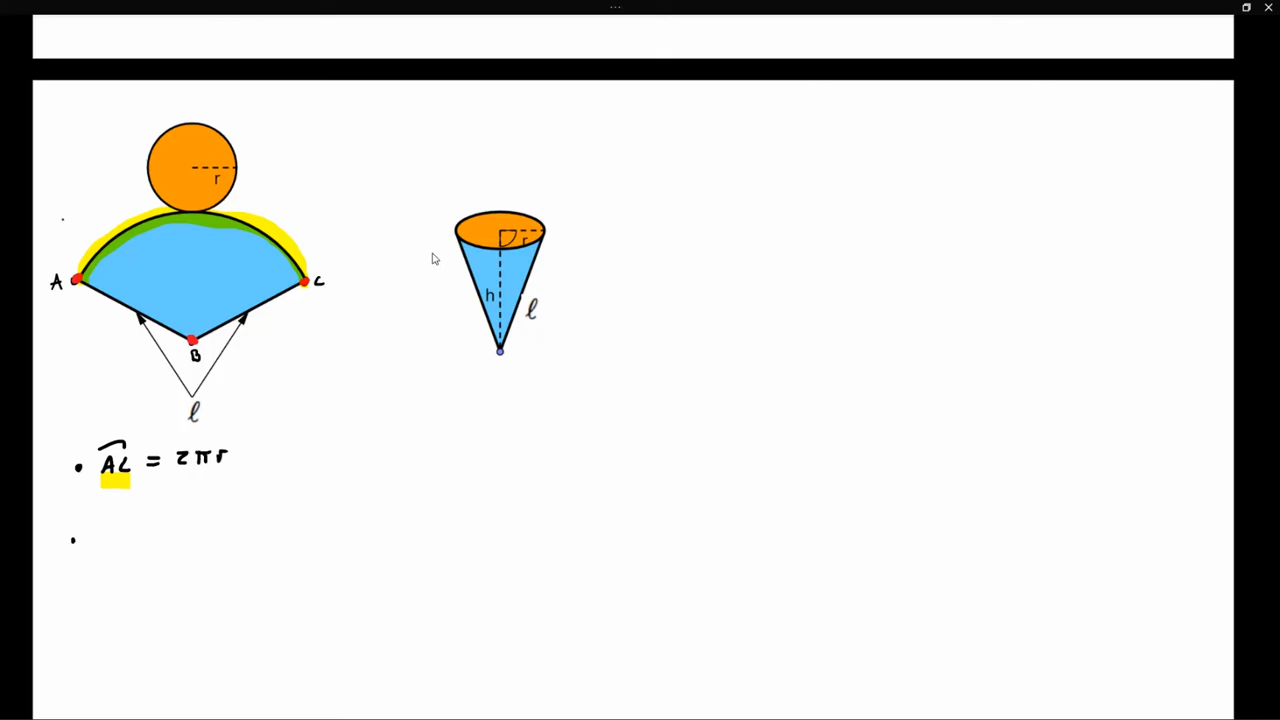 r
A
C
B
ℓ
r
h
ℓ
• AC = 2πr
•